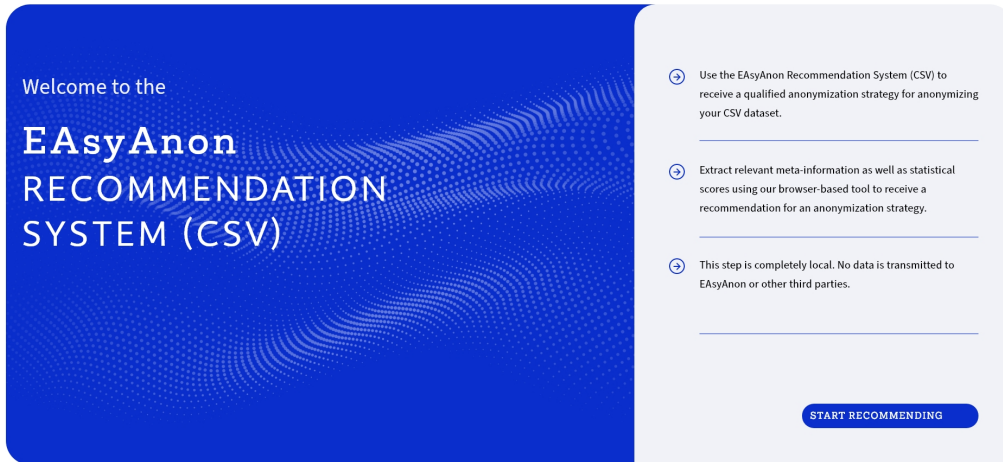 Welcome to the
EAsyAnon
RECOMMENDATION
SYSTEM (CSV)
Use the EAsyAnon Recommendation System (CSV) to
receive a qualified anonymization strategy for anonymizing
your CSV dataset.
Extract relevant meta-information as well as statistical
scores using our browser-based tool to receive a
recommendation for an anonymization strategy.
This step is completely local. No data is transmitted to
EAsyAnon or other third parties.
START RECOMMENDING